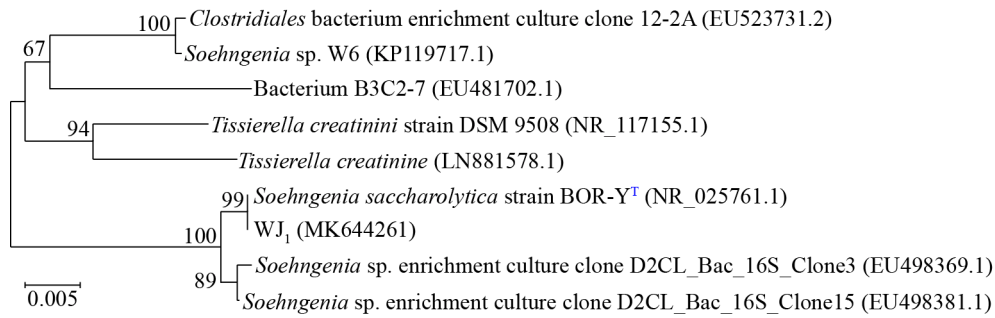 100 Clostridiales bacterium enrichment culture clone 12-2A (EU523731.2)
67 Soehngenia sp. W6 (KP119717.1)
Bacterium B3C2-7 (EU481702.1)
94 Tissierella creatinini strain DSM 9508 (NR_117155.1)
Tissierella creatinine (LN881578.1)
99 Soehngenia saccharolytica strain BOR-Yᵀ (NR_025761.1)
100 WJ₁ (MK644261)
Soehngenia sp. enrichment culture clone D2CL_Bac_16S_Clone3 (EU498369.1)
89
0.005 Soehngenia sp. enrichment culture clone D2CL_Bac_16S_Clone15 (EU498381.1)